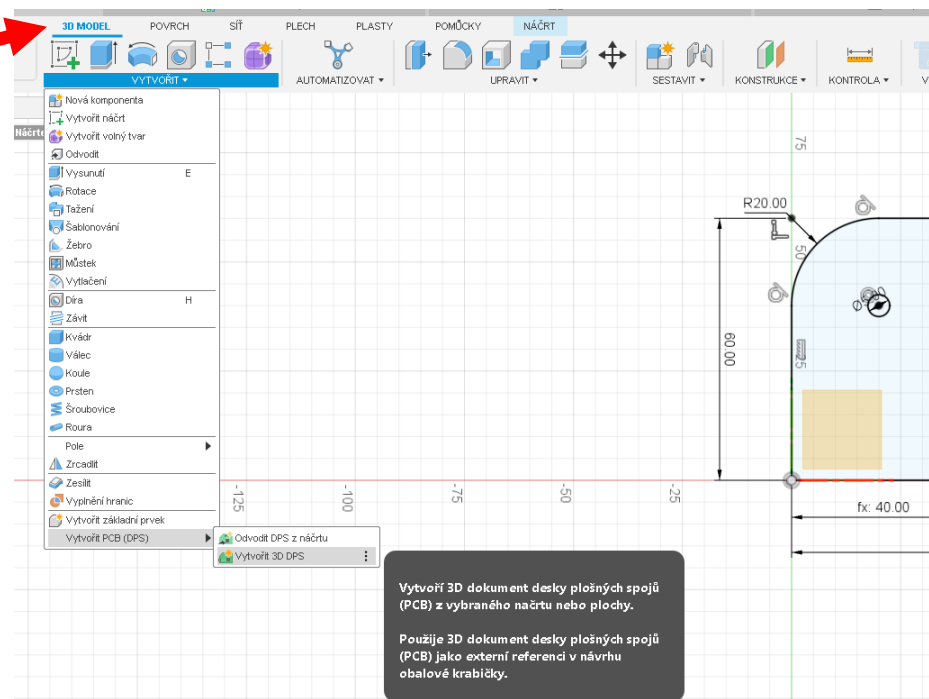 3D MODEL POVRCH SÍŤ PLECH PLASTY POMŮCKY NÁČRT
VYTVOŘIT AUTOMATIZOVAT UPRAVIT SESTAVIT KONSTRUKCE KONTROLA
Nová komponenta
Vytvořit náčrt
Vytvořit volný tvar
Odvodit
Vysunutí E
Rotace
Tažení
Šablonování
Žebro
Můstek
Vytlačení
Díra H
Závit
Kvádr
Válec
Koule
Prsten
Šroubovice
Roura
Pole
Zrcadlit
Zesílit
Vyplnění hranic
Vytvořit základní prvek
Vytvořit PCB (DPS)
Odvodit DPS z náčrtu
Vytvořit 3D DPS
Vytvoří 3D dokument desky plošných spojů
(PCB) z vybraného načrtu nebo plochy.
Použije 3D dokument desky plošných spojů
(PCB) jako externí referenci v návrhu
obalové krabičky.
75
R20.00
50
60.00
-125
-100
-75
-50
-25
fx: 40.00